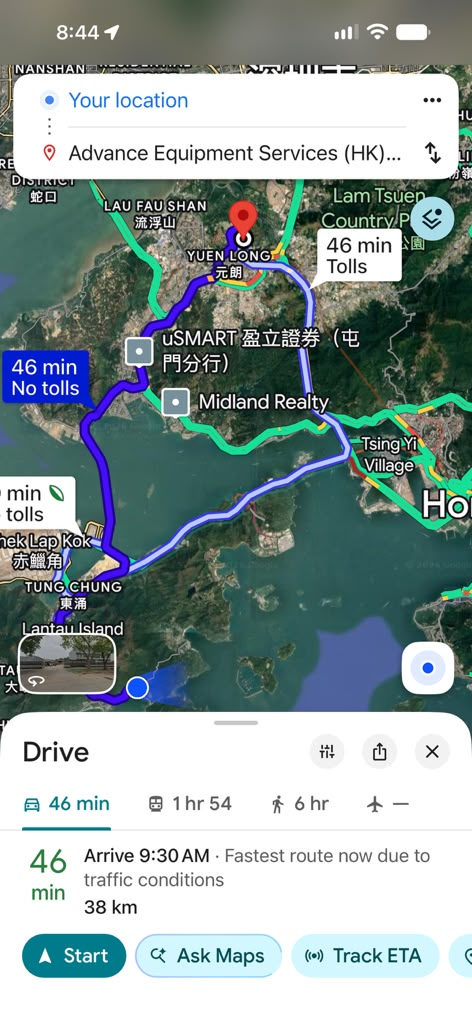 8:44
NANSHAN
Your location
Advance Equipment Services (HK)...
DISTRICT
蛇口
LAU FAU SHAN
流浮山
Lam Tsuen
YUEN LONG
元朗
46 min
Tolls
uSMART 盈立證券（屯
門分行）
46 min
No tolls
Midland Realty
Tsing Yi
Village
min
tolls
hek Lap Kok
赤鱲角
TUNG CHUNG
東涌
Lantau Island
Drive
46 min
1 hr 54
6 hr
—
46
min
Arrive 9:30 AM · Fastest route now due to
traffic conditions
38 km
Start
Ask Maps
Track ETA